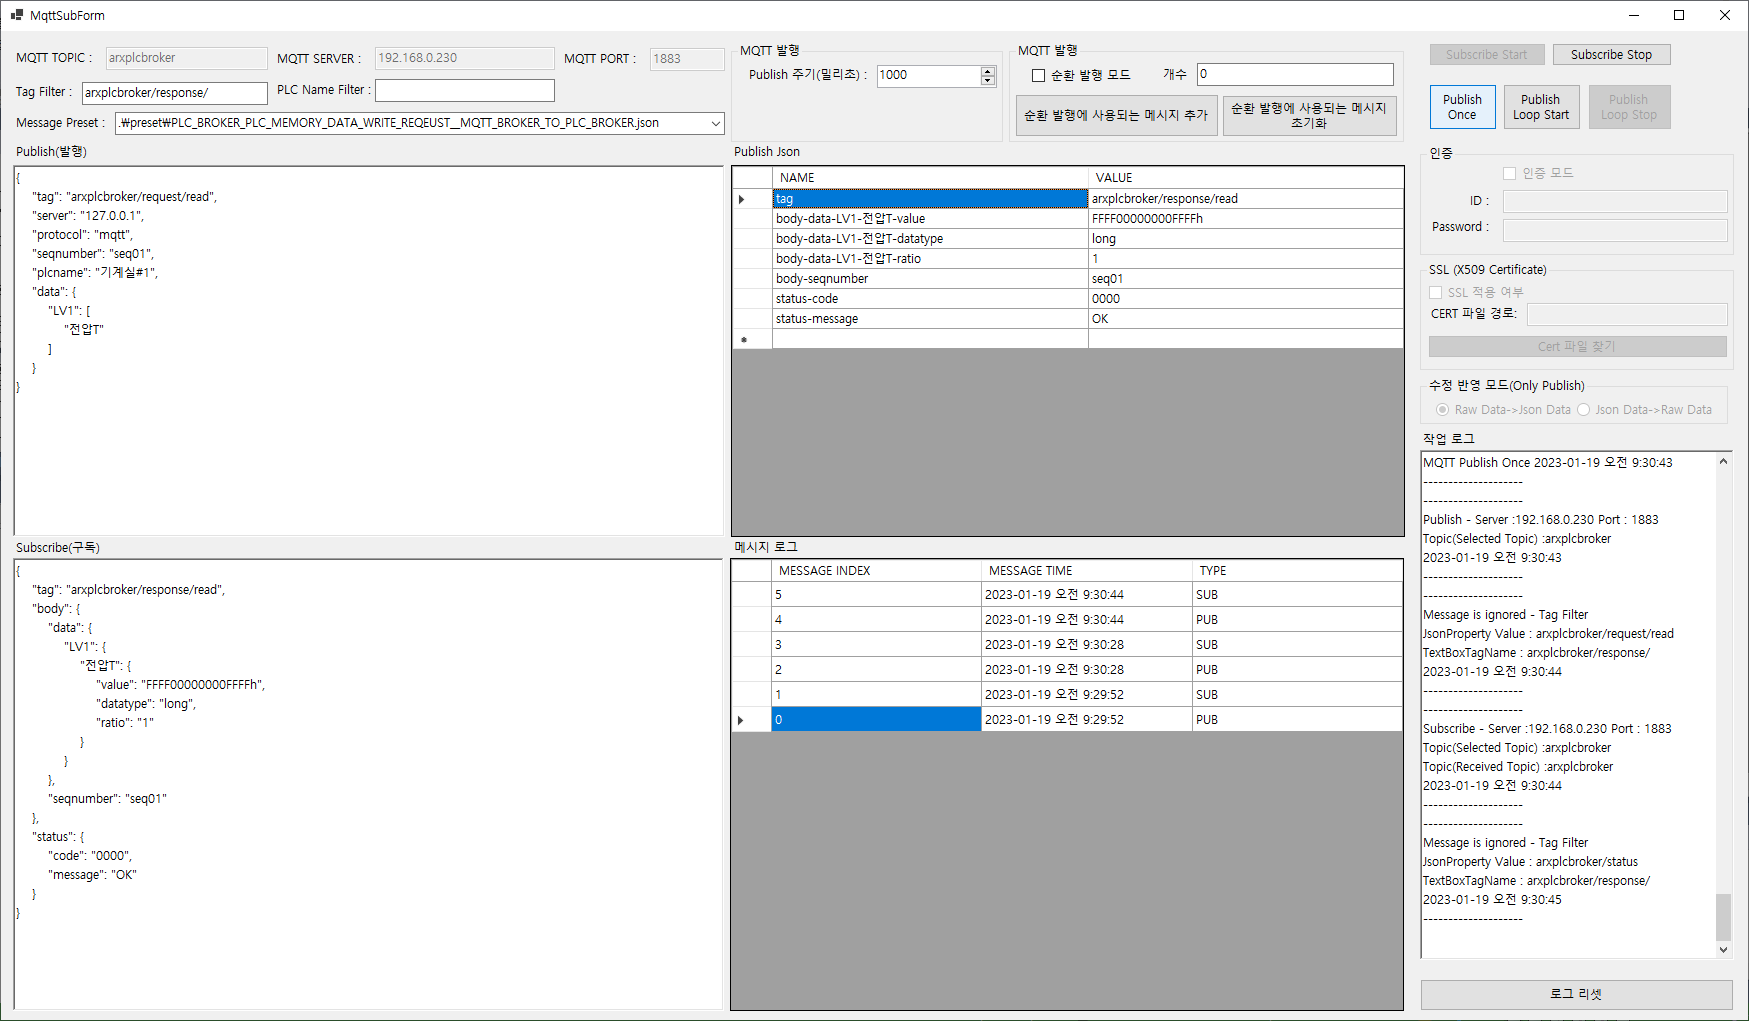 MqttSubForm
MQTT TOPIC : arxplcbroker MQTT SERVER : 192.168.0.230 MQTT PORT : 1883
Tag Filter : arxplcbroker/response/ PLC Name Filter :
Message Preset : .₩preset₩PLC_BROKER_PLC_MEMORY_DATA_WRITE_REQEUST__MQTT_BROKER_TO_PLC_BROKER.json
MQTT 발행
Publish 주기(밀리초) : 1000
MQTT 발행
순환 발행 모드 개수 0
순환 발행에 사용되는 메시지 추가
순환 발행에 사용되는 메시지
초기화
Subscribe Start Subscribe Stop
Publish
Once
Publish
Loop Start
Publish
Loop Stop
Publish(발행)
{
"tag": "arxplcbroker/request/read",
"server": "127.0.0.1",
"protocol": "mqtt",
"seqnumber": "seq01",
"plcname": "기계실#1",
"data": {
"LV1": [
"전압T"
]
}
}
Publish Json
NAME VALUE
tag arxplcbroker/response/read
body-data-LV1-전압T-value FFFF00000000FFFFh
body-data-LV1-전압T-datatype long
body-data-LV1-전압T-ratio 1
body-seqnumber seq01
status-code 0000
status-message OK
Subscribe(구독)
{
"tag": "arxplcbroker/response/read",
"body": {
"data": {
"LV1": {
"전압T": {
"value": "FFFF00000000FFFFh",
"datatype": "long",
"ratio": "1"
}
}
},
"seqnumber": "seq01"
},
"status": {
"code": "0000",
"message": "OK"
}
}
메시지 로그
MESSAGE INDEX MESSAGE TIME TYPE
5 2023-01-19 오전 9:30:44 SUB
4 2023-01-19 오전 9:30:44 PUB
3 2023-01-19 오전 9:30:28 SUB
2 2023-01-19 오전 9:30:28 PUB
1 2023-01-19 오전 9:29:52 SUB
0 2023-01-19 오전 9:29:52 PUB
인증
인증 모드
ID :
Password :
SSL (X509 Certificate)
SSL 적용 여부
CERT 파일 경로:
Cert 파일 찾기
수정 반영 모드(Only Publish)
Raw Data->Json Data Json Data->Raw Data
작업 로그
MQTT Publish Once 2023-01-19 오전 9:30:43
--------------------
--------------------
Publish - Server :192.168.0.230 Port : 1883
Topic(Selected Topic) :arxplcbroker
2023-01-19 오전 9:30:43
--------------------
--------------------
Message is ignored - Tag Filter
JsonProperty Value : arxplcbroker/request/read
TextBoxTagName : arxplcbroker/response/
2023-01-19 오전 9:30:44
--------------------
--------------------
Subscribe - Server :192.168.0.230 Port : 1883
Topic(Selected Topic) :arxplcbroker
Topic(Received Topic) :arxplcbroker
2023-01-19 오전 9:30:44
--------------------
--------------------
Message is ignored - Tag Filter
JsonProperty Value : arxplcbroker/status
TextBoxTagName : arxplcbroker/response/
2023-01-19 오전 9:30:45
--------------------
로그 리셋